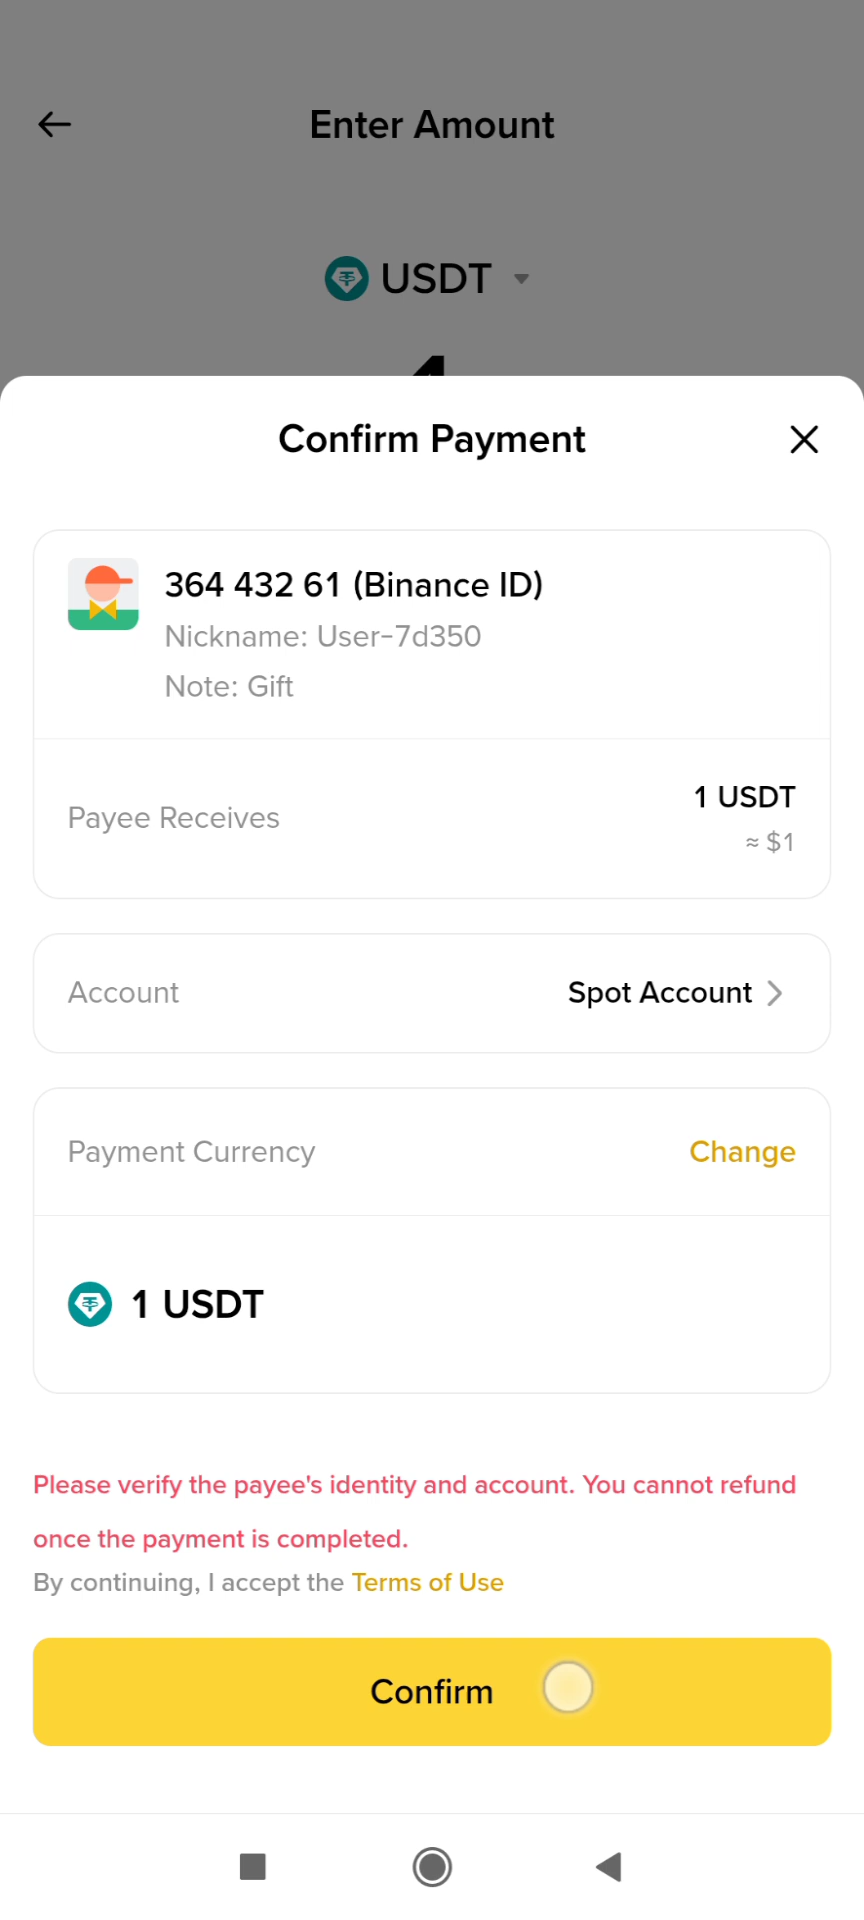 Enter Amount
USDT
Confirm Payment
364 432 61 (Binance ID)
Nickname: User-7d350
Note: Gift
Payee Receives
1 USDT
≈ $1
Account
Spot Account
Payment Currency
Change
1 USDT
Please verify the payee's identity and account. You cannot refund
once the payment is completed.
By continuing, I accept the Terms of Use
Confirm